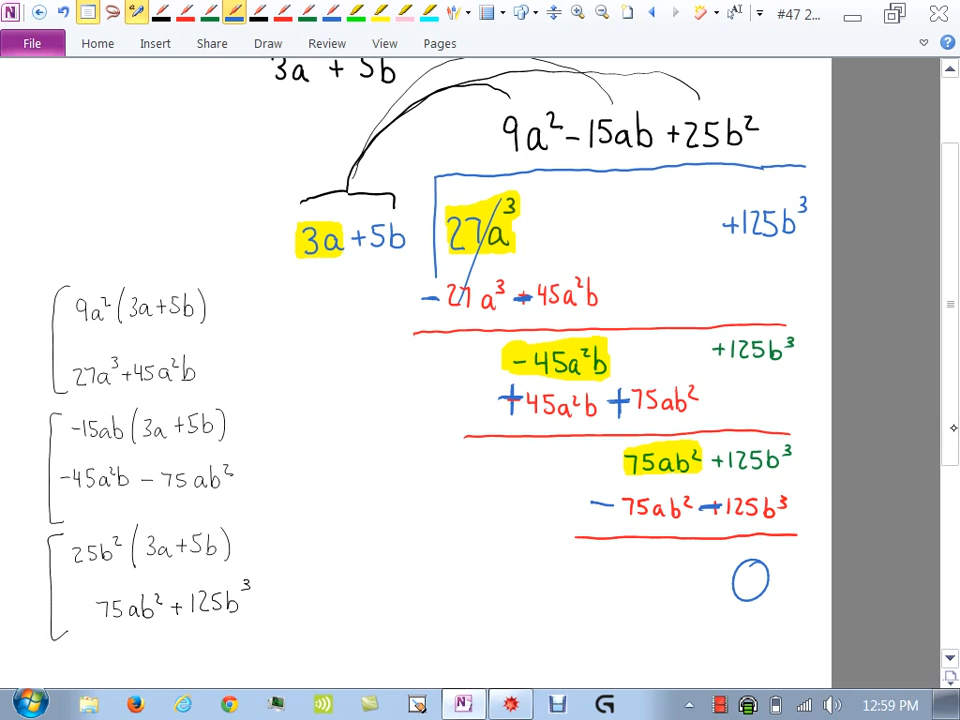 #47 2...
File Home Insert Share Draw Review View Pages
3a + 5b
9a² - 15ab + 25b²
3a + 5b 27a³ + 125b³
- 27a³ - 45a²b
- 45a²b + 125b³
+ 45a²b + 75ab²
75ab² + 125b³
- 75ab² - 125b³
0
9a² (3a + 5b)
27a³ + 45a²b
-15ab (3a + 5b)
-45a²b - 75ab²
25b² (3a + 5b)
75ab² + 125b³
12:59 PM